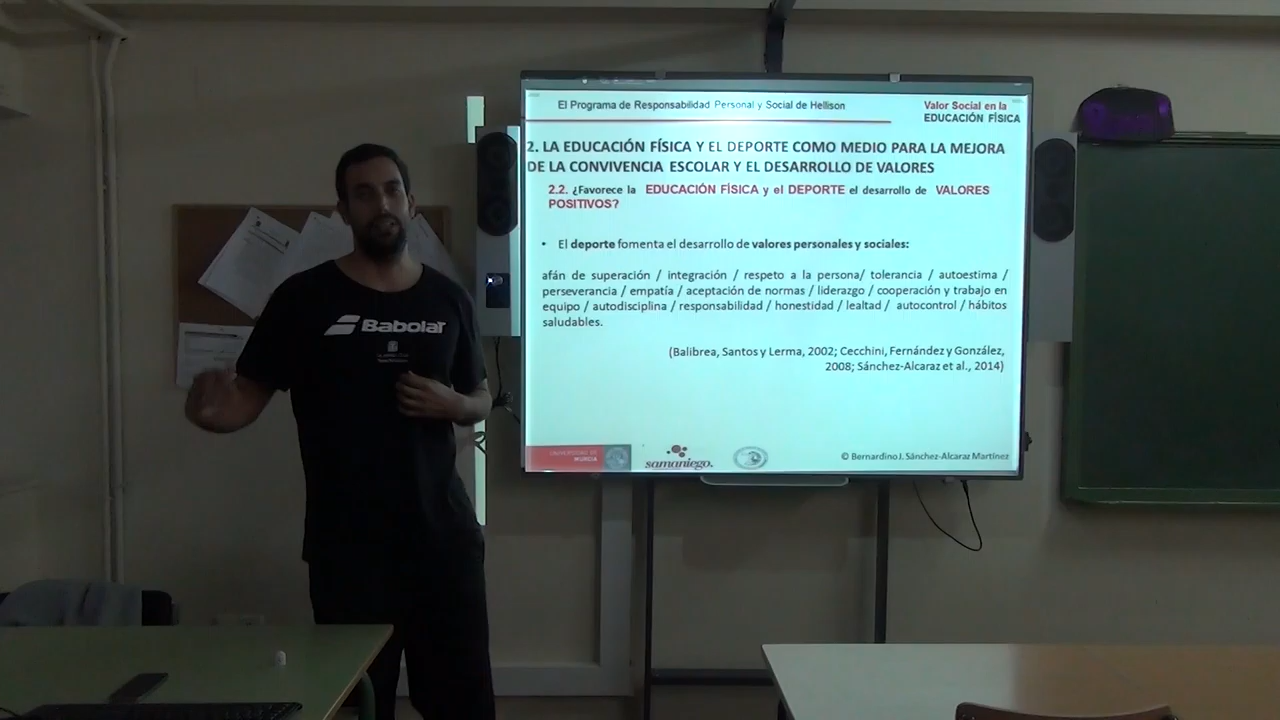 El Programa de Responsabilidad Personal y Social de Hellison
Valor Social en la
EDUCACIÓN FÍSICA
2. LA EDUCACIÓN FÍSICA Y EL DEPORTE COMO MEDIO PARA LA MEJORA
DE LA CONVIVENCIA ESCOLAR Y EL DESARROLLO DE VALORES
2.2. ¿Favorece la EDUCACIÓN FÍSICA y el DEPORTE el desarrollo de VALORES
POSITIVOS?
• El deporte fomenta el desarrollo de valores personales y sociales:
afán de superación / integración / respeto a la persona/ tolerancia / autoestima /
perseverancia / empatía / aceptación de normas / liderazgo / cooperación y trabajo en
equipo / autodisciplina / responsabilidad / honestidad / lealtad / autocontrol / hábitos
saludables.
(Balibrea, Santos y Lerma, 2002; Cecchini, Fernández y González,
2008; Sánchez-Alcaraz et al., 2014)
UNIVERSIDAD DE
MURCIA
samaniego.
© Bernardino J. Sánchez-Alcaraz Martínez
Babolat